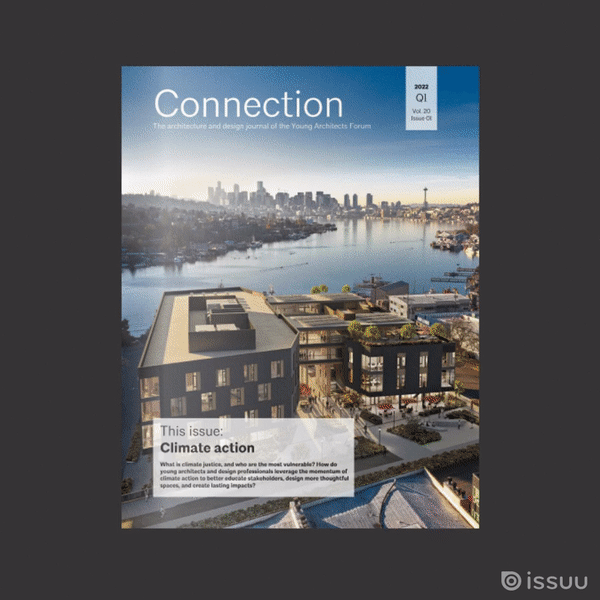 Connection
The architecture and design journal of the Young Architects Forum
2022
Q1
Vol. 20
Issue 01
This issue:
Climate action
What is climate justice, and who are the most vulnerable? How do
young architects and design professionals leverage the momentum of
climate action to better educate stakeholders, design more thoughtful
spaces, and create lasting impacts?
issuu